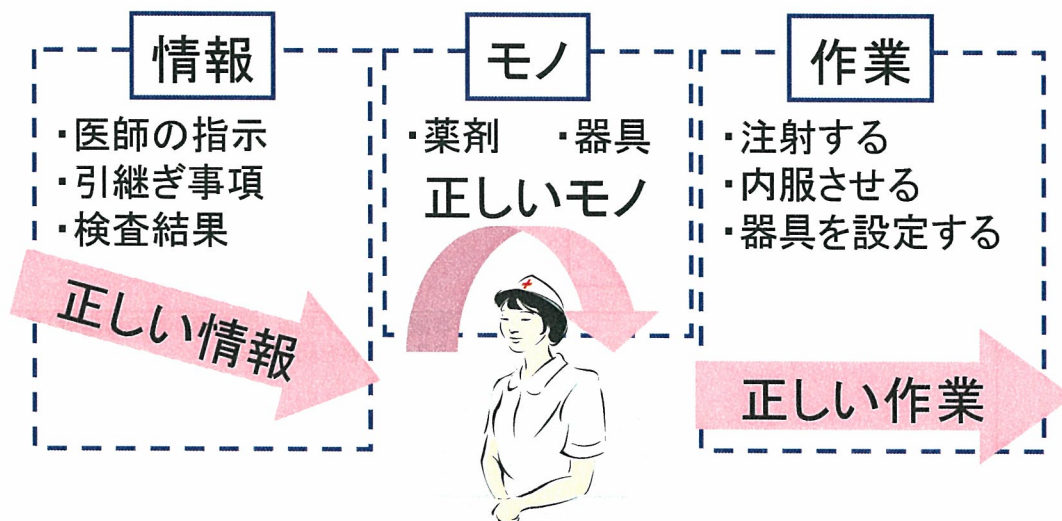 情報
・医師の指示
・引継ぎ事項
・検査結果
正しい情報
モノ
・薬剤　・器具
正しいモノ
作業
・注射する
・内服させる
・器具を設定する
正しい作業